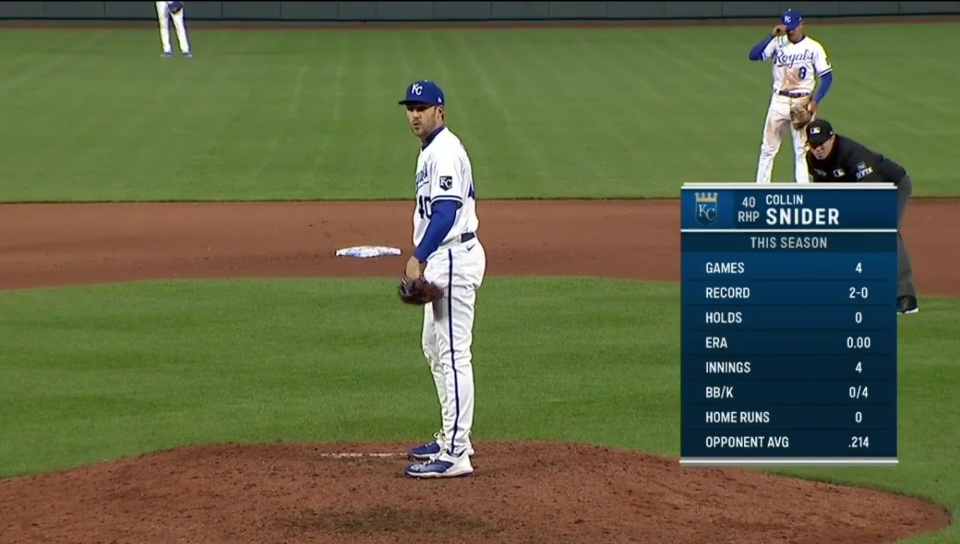 Royals
8
KC
KC
40
KC
40
RHP
COLLIN
SNIDER
THIS SEASON
GAMES 4
RECORD 2-0
HOLDS 0
ERA 0.00
INNINGS 4
BB/K 0/4
HOME RUNS 0
OPPONENT AVG .214